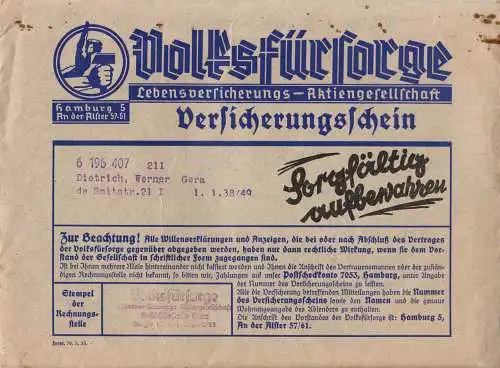 Volksfürsorge
Lebensversicherungs-Aktiengesellschaft
Hamburg 5
An der Alster 57-61
Versicherungsschein
6 196 407 211
Dietrich, Werner Gera
de Smitstr.21 I 1. 1.38/49
Sorgfältig
aufbewahren
Zur Beachtung! Alle Willenserklärungen und Anzeigen, die bei oder nach Abschluß des Vertrages
der Volksfürsorge gegenüber abgegeben werden, haben nur dann rechtliche Wirkung, wenn sie dem Vor-
stand der Gesellschaft in schriftlicher Form zugegangen sind.
Ist bei Ihnen mehrere Male hintereinander nicht kassiert worden und Ihnen die Anschrift des Vertrauensmannes oder der zustän-
digen Rechnungsstelle nicht bekannt, so bitten wir, Zahlungen auf unser Postscheckkonto 7053, Hamburg, unter Angabe
der Nummer des Versicherungsscheins zu leisten.
Alle die Versicherung betreffenden Mitteilungen haben die Nummer
des Versicherungsscheins sowie den Namen und die genaue
Wohnungsangabe des Absenders zu enthalten.
Die Anschrift des Vorstandes der Volksfürsorge ist: Hamburg 5,
An der Alster 57/61.
Stempel
der
Rechnungs-
stelle
Volksfürsorge